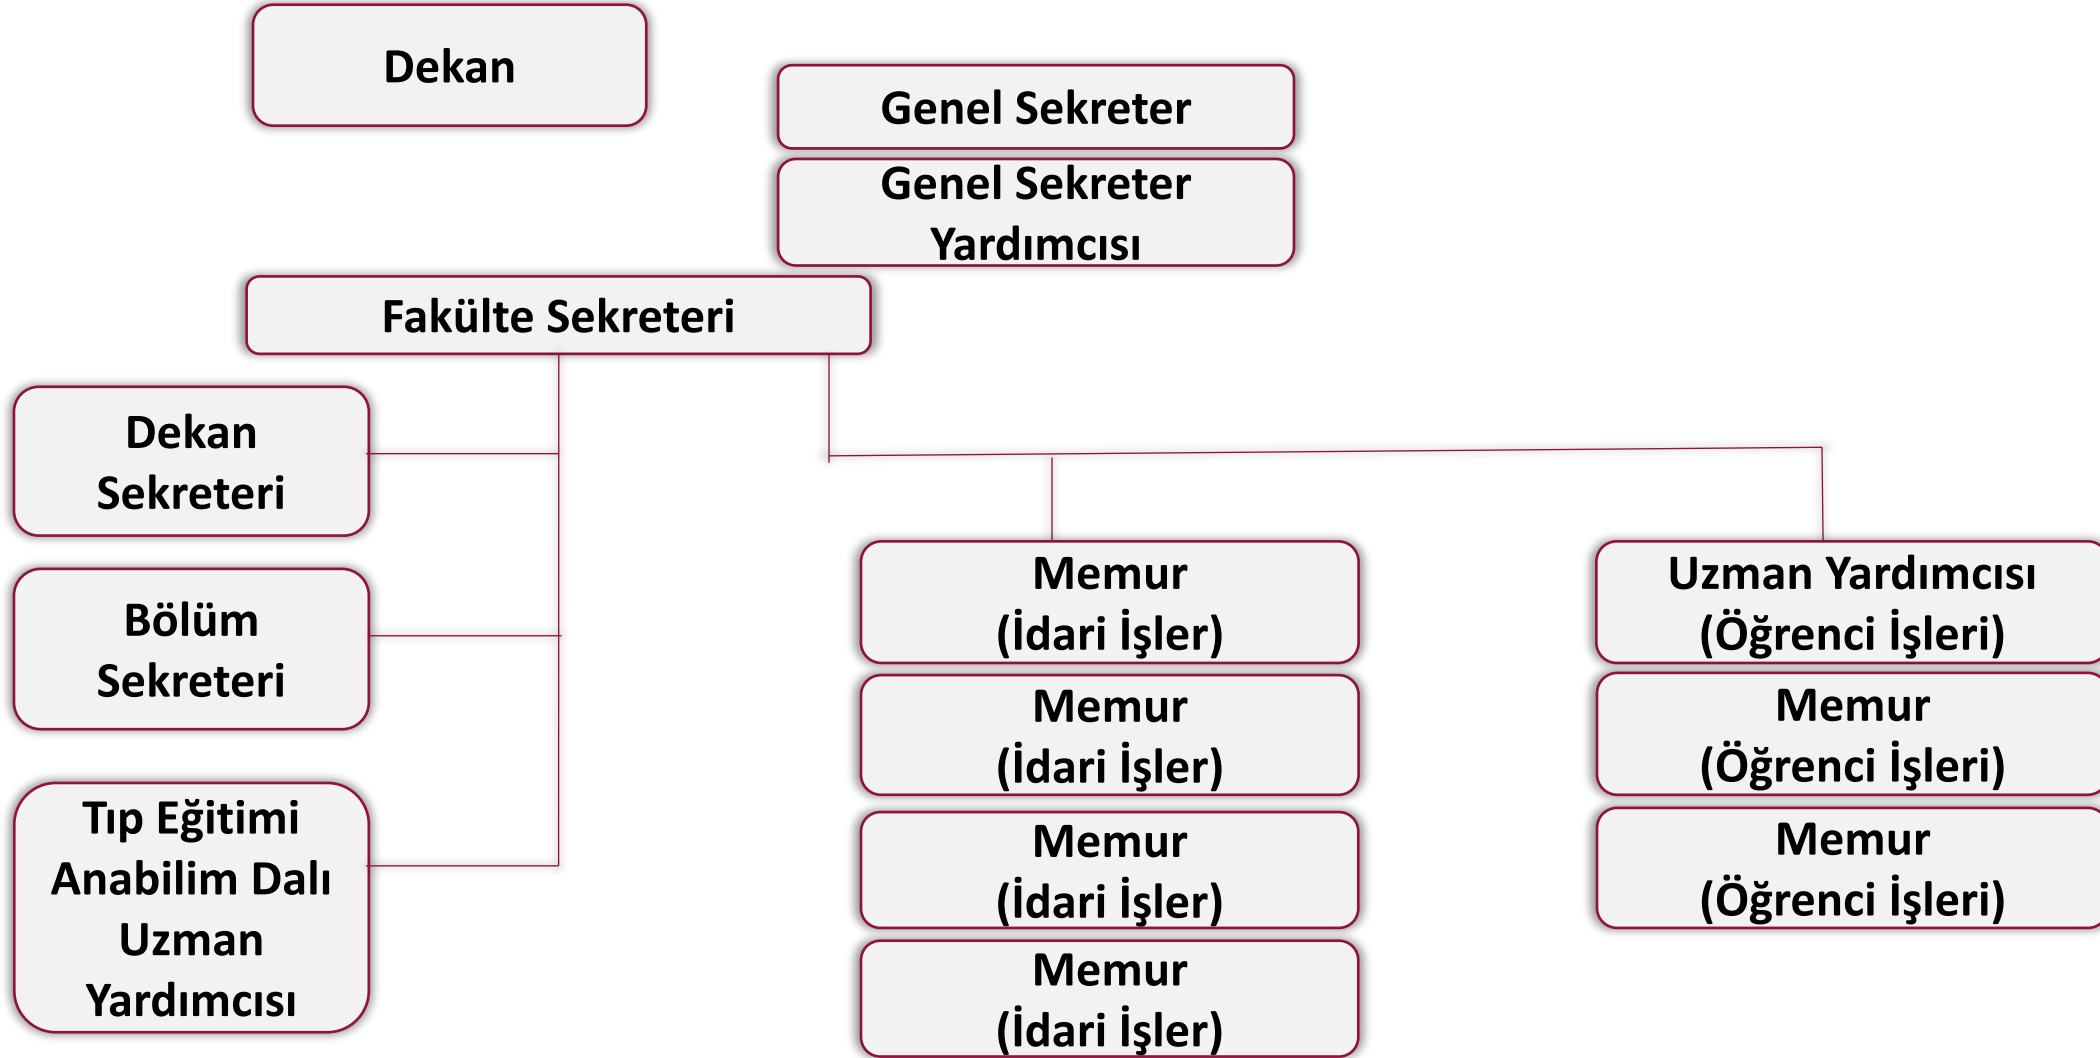 Dekan
Genel Sekreter
Genel Sekreter
Yardımcısı
Fakülte Sekreteri
Dekan
Sekreteri
Bölüm
Sekreteri
Tıp Eğitimi
Anabilim Dalı
Uzman
Yardımcısı
Memur
(İdari İşler)
Memur
(İdari İşler)
Memur
(İdari İşler)
Memur
(İdari İşler)
Uzman Yardımcısı
(Öğrenci İşleri)
Memur
(Öğrenci İşleri)
Memur
(Öğrenci İşleri)